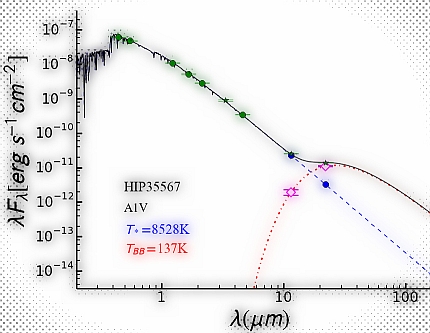 10⁻⁷
10⁻⁸
10⁻⁹
10⁻¹⁰
10⁻¹¹
10⁻¹²
10⁻¹³
10⁻¹⁴
λFλ[erg s⁻¹ cm⁻²]
HIP35567
A1V
T*=8528K
T_BB=137K
1 10 100
λ(μm)